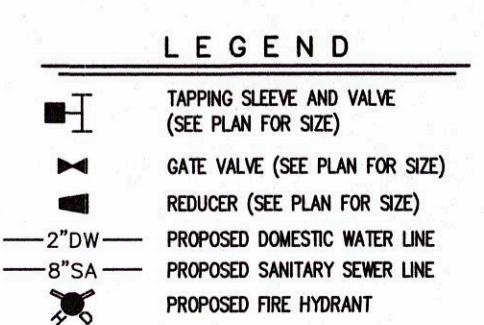 LEGEND
TAPPING SLEEVE AND VALVE
(SEE PLAN FOR SIZE)
GATE VALVE (SEE PLAN FOR SIZE)
REDUCER (SEE PLAN FOR SIZE)
2"DW PROPOSED DOMESTIC WATER LINE
8"SA PROPOSED SANITARY SEWER LINE
HYD PROPOSED FIRE HYDRANT